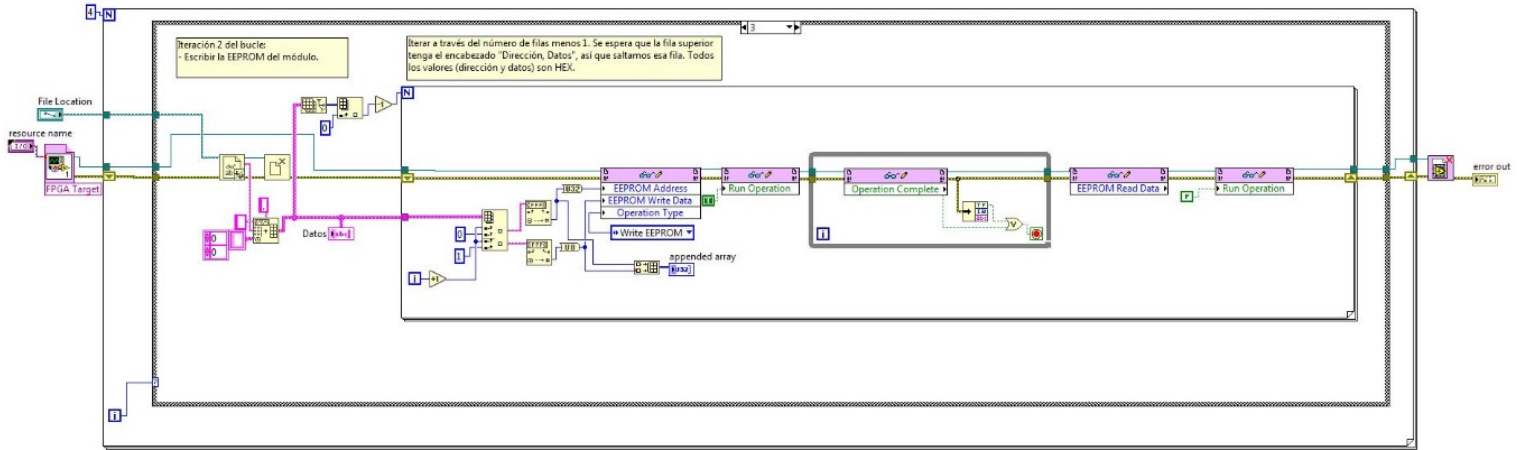 4
N
3
Iteración 2 del bucle:
- Escribir la EEPROM del módulo.
Iterar a través del número de filas menos 1. Se espera que la fila superior
tenga el encabezado "Dirección, Datos", así que saltamos esa fila. Todos
los valores (dirección y datos) son HEX.
File Location
resource name
FPGA Target
N
0
-1
EEPROM Address
EEPROM Write Data
Operation Type
Write EEPROM
U32
U8
T
Run Operation
Operation Complete
i
EEPROM Read Data
F
Run Operation
error out
Datos
abc
0
0
0
1
i
+1
appended array
U32
i